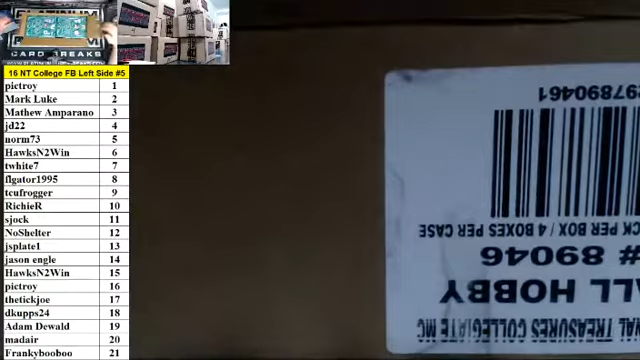 PLATINUM
CARD BREAKS
16 NT College FB Left Side #5
pictroy 1
Mark Luke 2
Mathew Amparano 3
jd22 4
norm73 5
HawksN2Win 6
twhite7 7
flgator1995 8
tcufrogger 9
RichieR 10
sjock 11
NoShelter 12
jsplate1 13
jason engle 14
HawksN2Win 15
pictroy 16
thetickjoe 17
dkupps24 18
Adam Dewald 19
madair 20
Frankybooboo 21
NAL TREASURES COLLEGIATE MC
ALL HOBBY
# 89046
CK PER BOX / 4 BOXES PER CASE